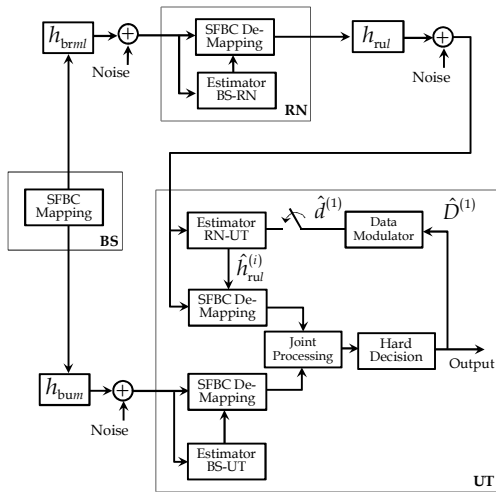 h_brml
Noise
SFBC De-
Mapping
Estimator
BS-RN
RN
h_rul
Noise
SFBC
Mapping
BS
Estimator
RN-UT
d̂^(1)
Data
Modulator
D̂^(1)
ĥ_rul^(i)
SFBC De-
Mapping
Joint
Processing
Hard
Decision
Output
h_bum
Noise
SFBC De-
Mapping
Estimator
BS-UT
UT